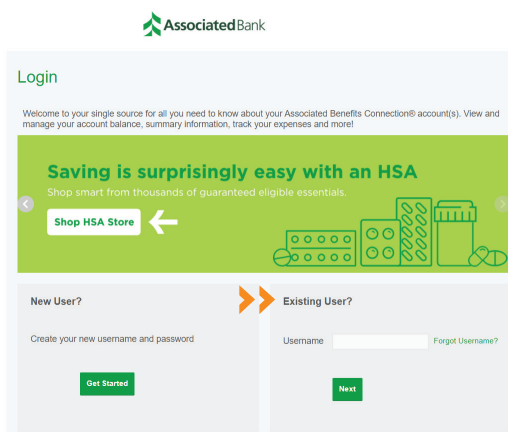 Associated Bank
Login
Welcome to your single source for all you need to know about your Associated Benefits Connection® account(s). View and
manage your account balance, summary information, track your expenses and more!
Saving is surprisingly easy with an HSA
Shop smart from thousands of guaranteed eligible essentials.
Shop HSA Store
New User?
Create your new username and password
Get Started
Existing User?
Username
Forgot Username?
Next